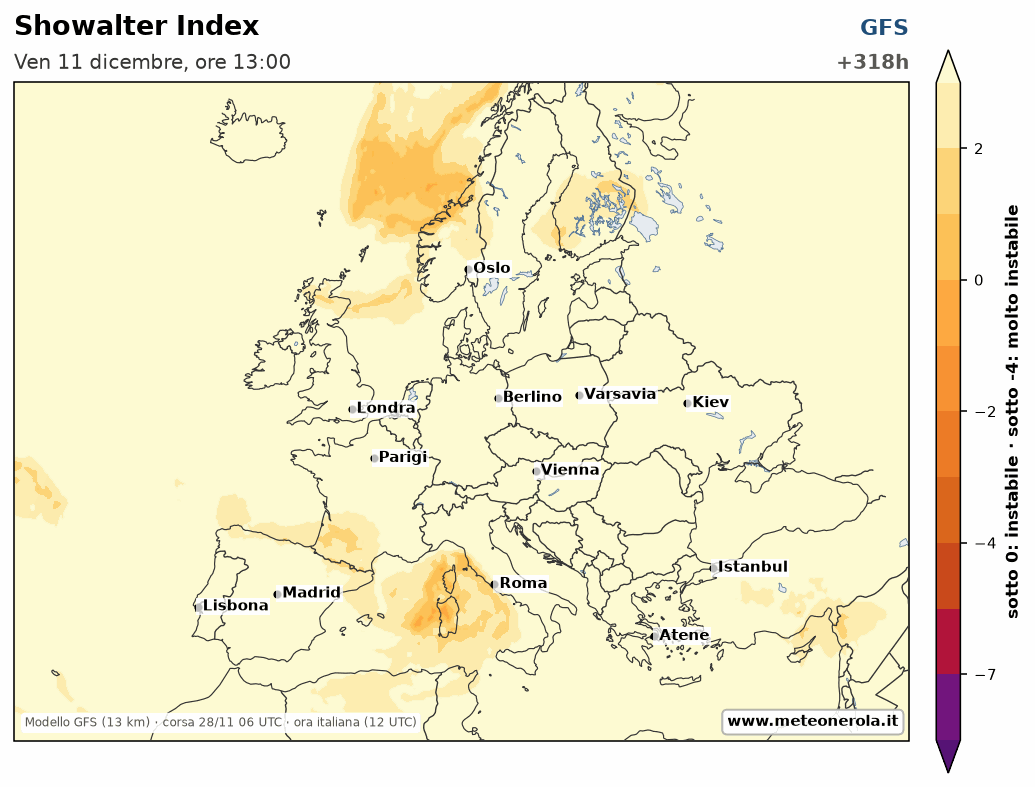 Showalter Index
GFS
Ven 11 dicembre, ore 13:00
+318h
Oslo
Londra
Berlino
Varsavia
Kiev
Parigi
Vienna
Istanbul
Roma
Madrid
Lisbona
Atene
Modello GFS (13 km) · corsa 28/11 06 UTC · ora italiana (12 UTC)
www.meteonerola.it
2
0
−2
−4
−7
sotto 0: instabile · sotto -4: molto instabile